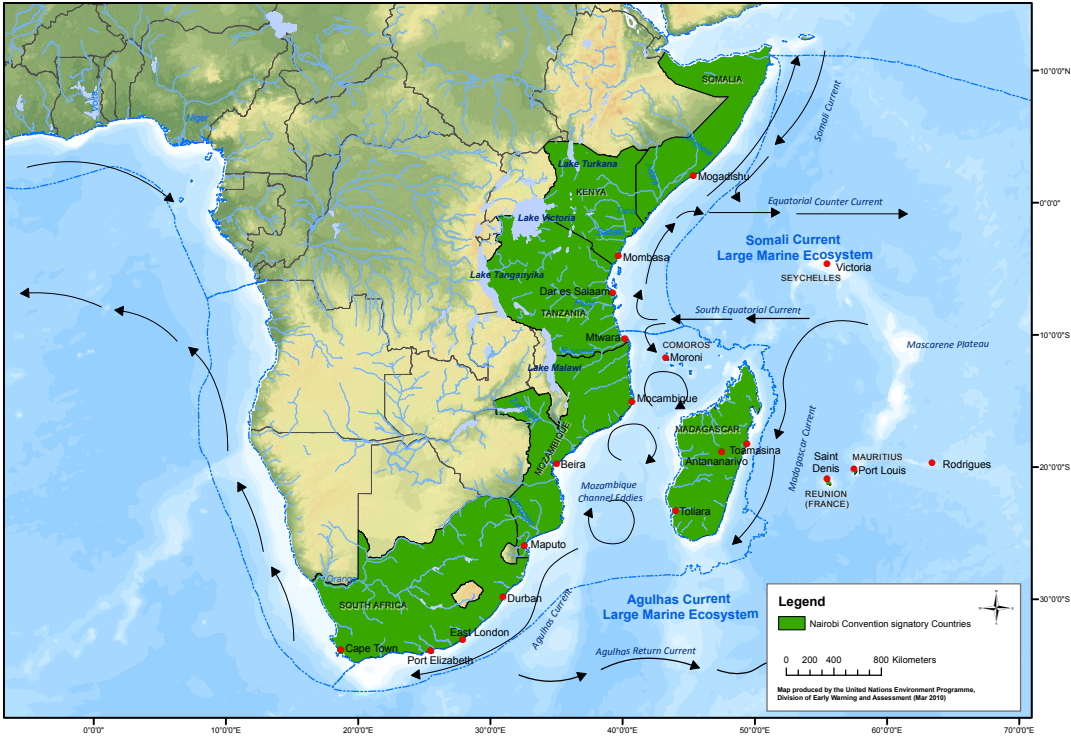 SOMALIA
10°0'0"N
Somali Current
Volta
Niger
Lake Turkana
Mogadishu
KENYA
Equatorial Counter Current
0°0'0"
Lake Victoria
Tana
Somali Current
Large Marine Ecosystem
Mombasa
Victoria
SEYCHELLES
Lake Tanganyika
Dar es Salaam
TANZANIA
South Equatorial Current
10°0'0"S
Mtwara
COMOROS
Moroni
Mascarene Plateau
Lake Malawi
Moçambique
MADAGASCAR
Toamasina
Antananarivo
Madagascar Current
MOZAMBIQUE
Beira
Saint
Denis
MAURITIUS
Port Louis
Rodrigues
20°0'0"S
REUNION
(FRANCE)
Mozambique
Channel Eddies
Toliara
Maputo
Orange
SOUTH AFRICA
Durban
Agulhas Current
Agulhas Current
Large Marine Ecosystem
30°0'0"S
East London
Cape Town
Port Elizabeth
Agulhas Return Current
Legend
N
Nairobi Convention signatory Countries
0 200 400 800 Kilometers
Map produced by the United Nations Environment Programme,
Division of Early Warning and Assessment (Mar 2010)
0°0'0" 10°0'0"E 20°0'0"E 30°0'0"E 40°0'0"E 50°0'0"E 60°0'0"E 70°0'0"E